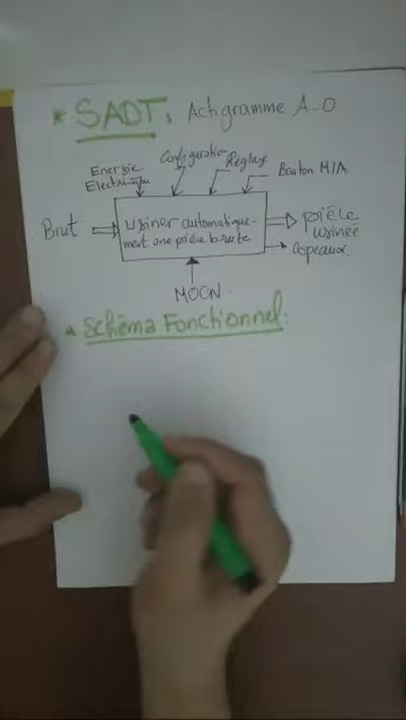 * SADT: Actigramme A-0
Configuration
Energie
Electrique
Réglage
Bouton M/A
Brut
Usiner automatique-
ment une pièce brute
pièce
usinée
copeaux.
MOCN
* Schéma Fonctionnel: